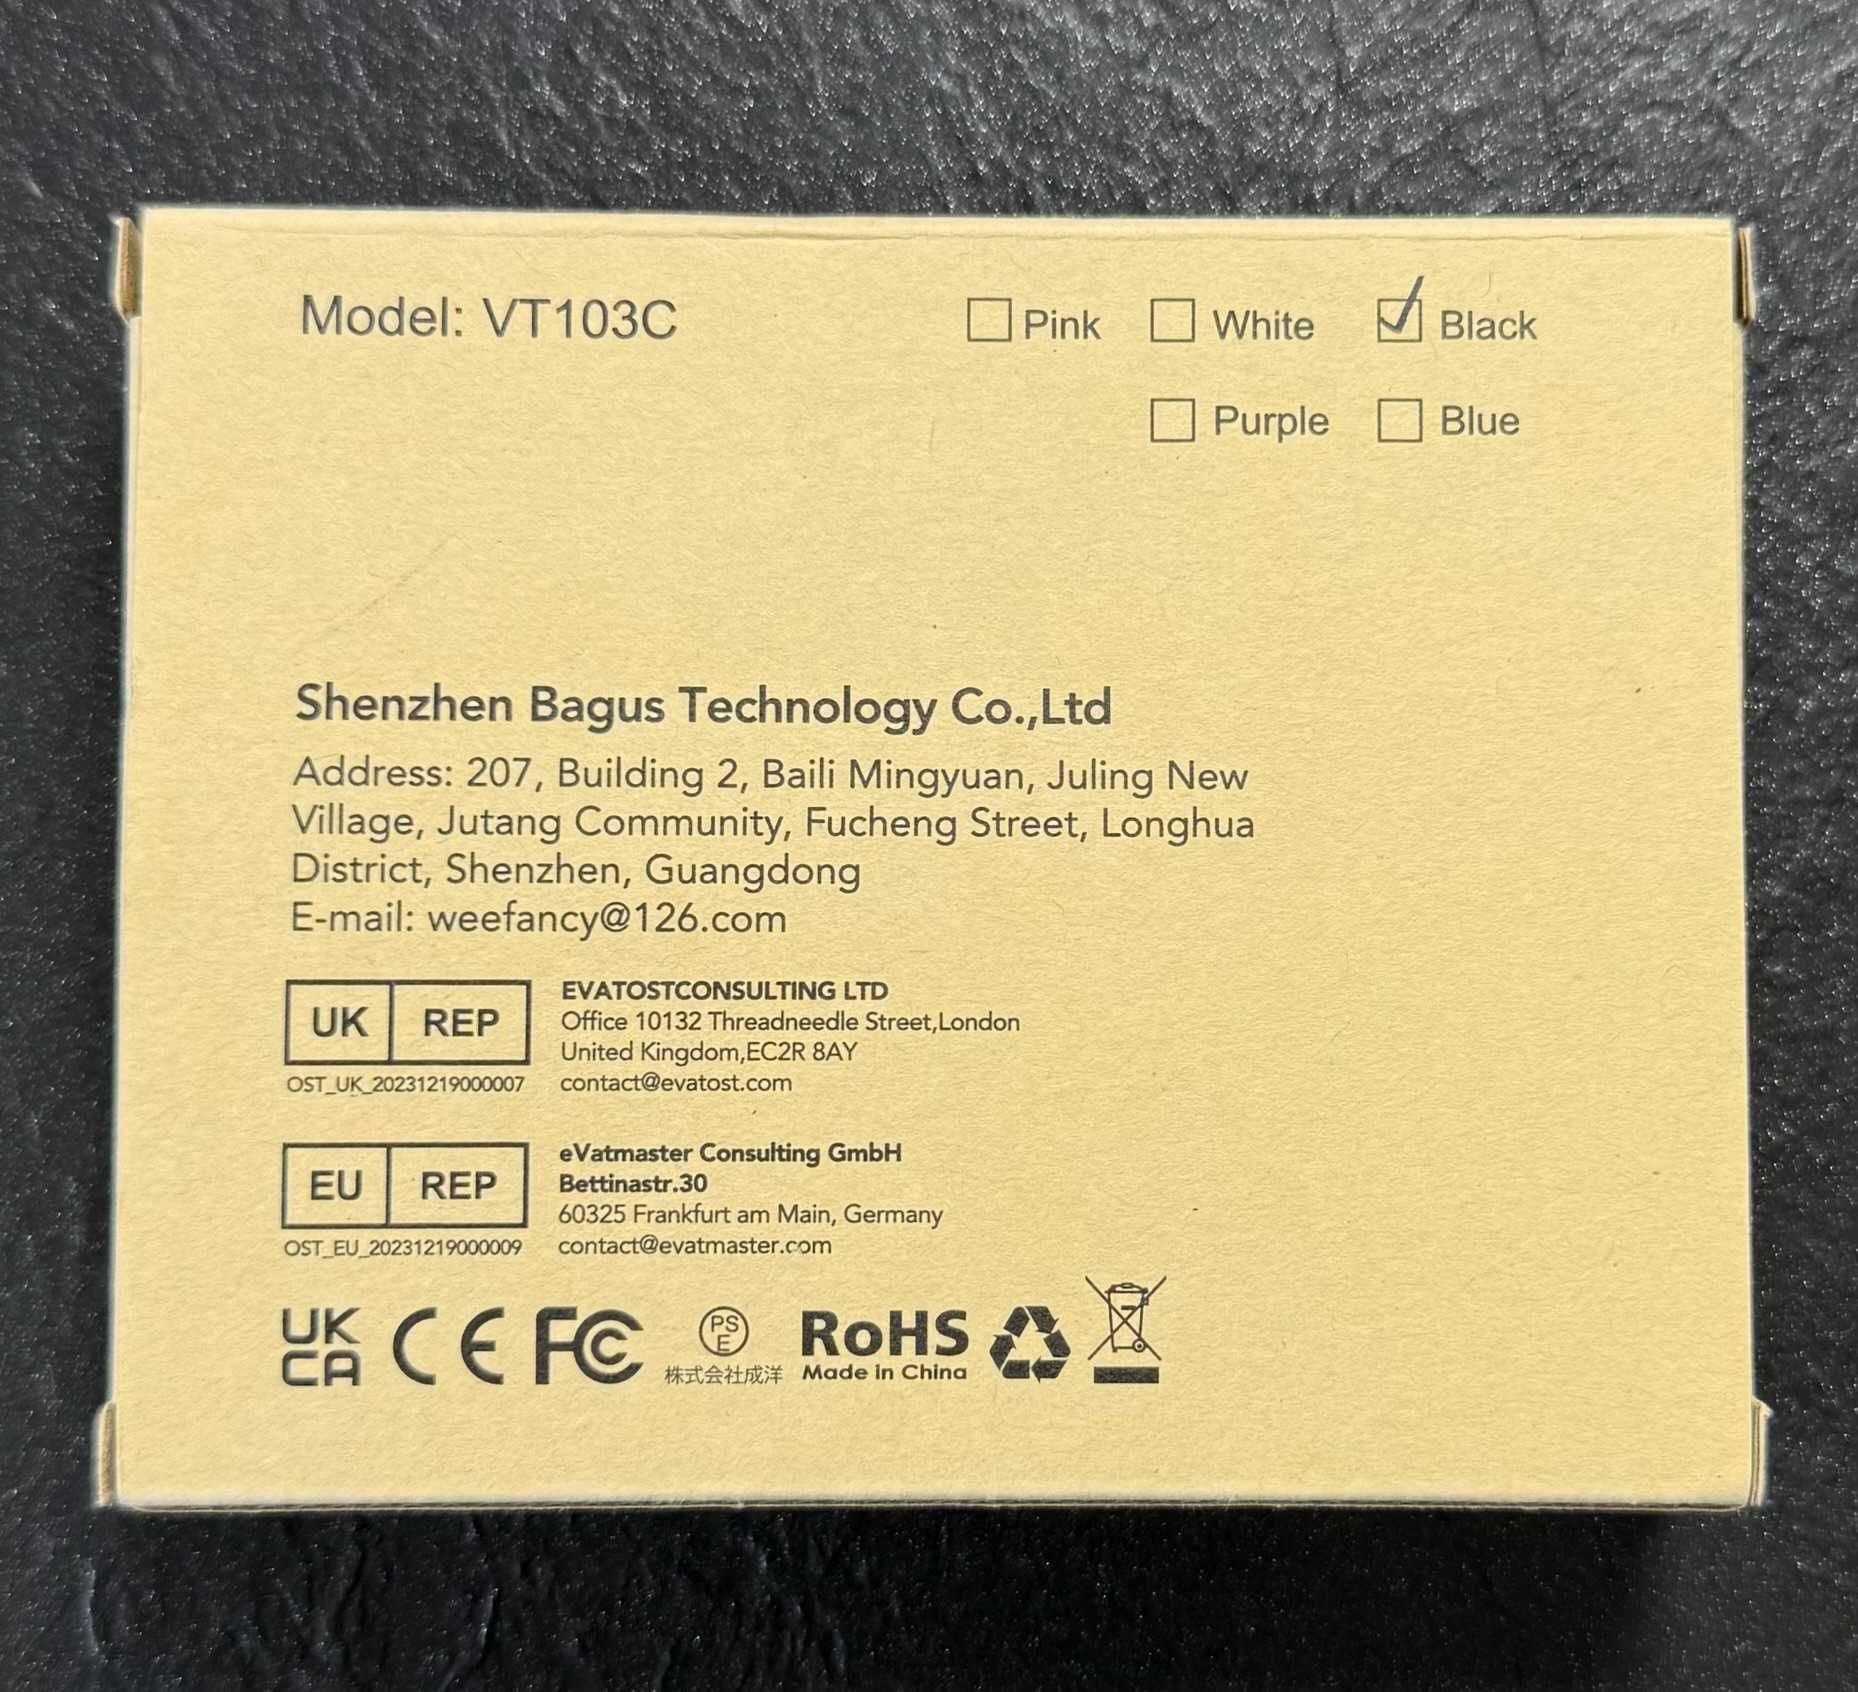 Model: VT103C
Pink White Black
Purple Blue
Shenzhen Bagus Technology Co.,Ltd
Address: 207, Building 2, Baili Mingyuan, Juling New
Village, Jutang Community, Fucheng Street, Longhua
District, Shenzhen, Guangdong
E-mail: weefancy@126.com
UK REP
OST_UK_20231219000007
EVATOSTCONSULTING LTD
Office 10132 Threadneedle Street,London
United Kingdom,EC2R 8AY
contact@evatost.com
EU REP
OST_EU_20231219000009
eVatmaster Consulting GmbH
Bettinastr.30
60325 Frankfurt am Main, Germany
contact@evatmaster.com
UK
CA
CE
FC
PS
E
株式会社成洋
RoHS
Made in China